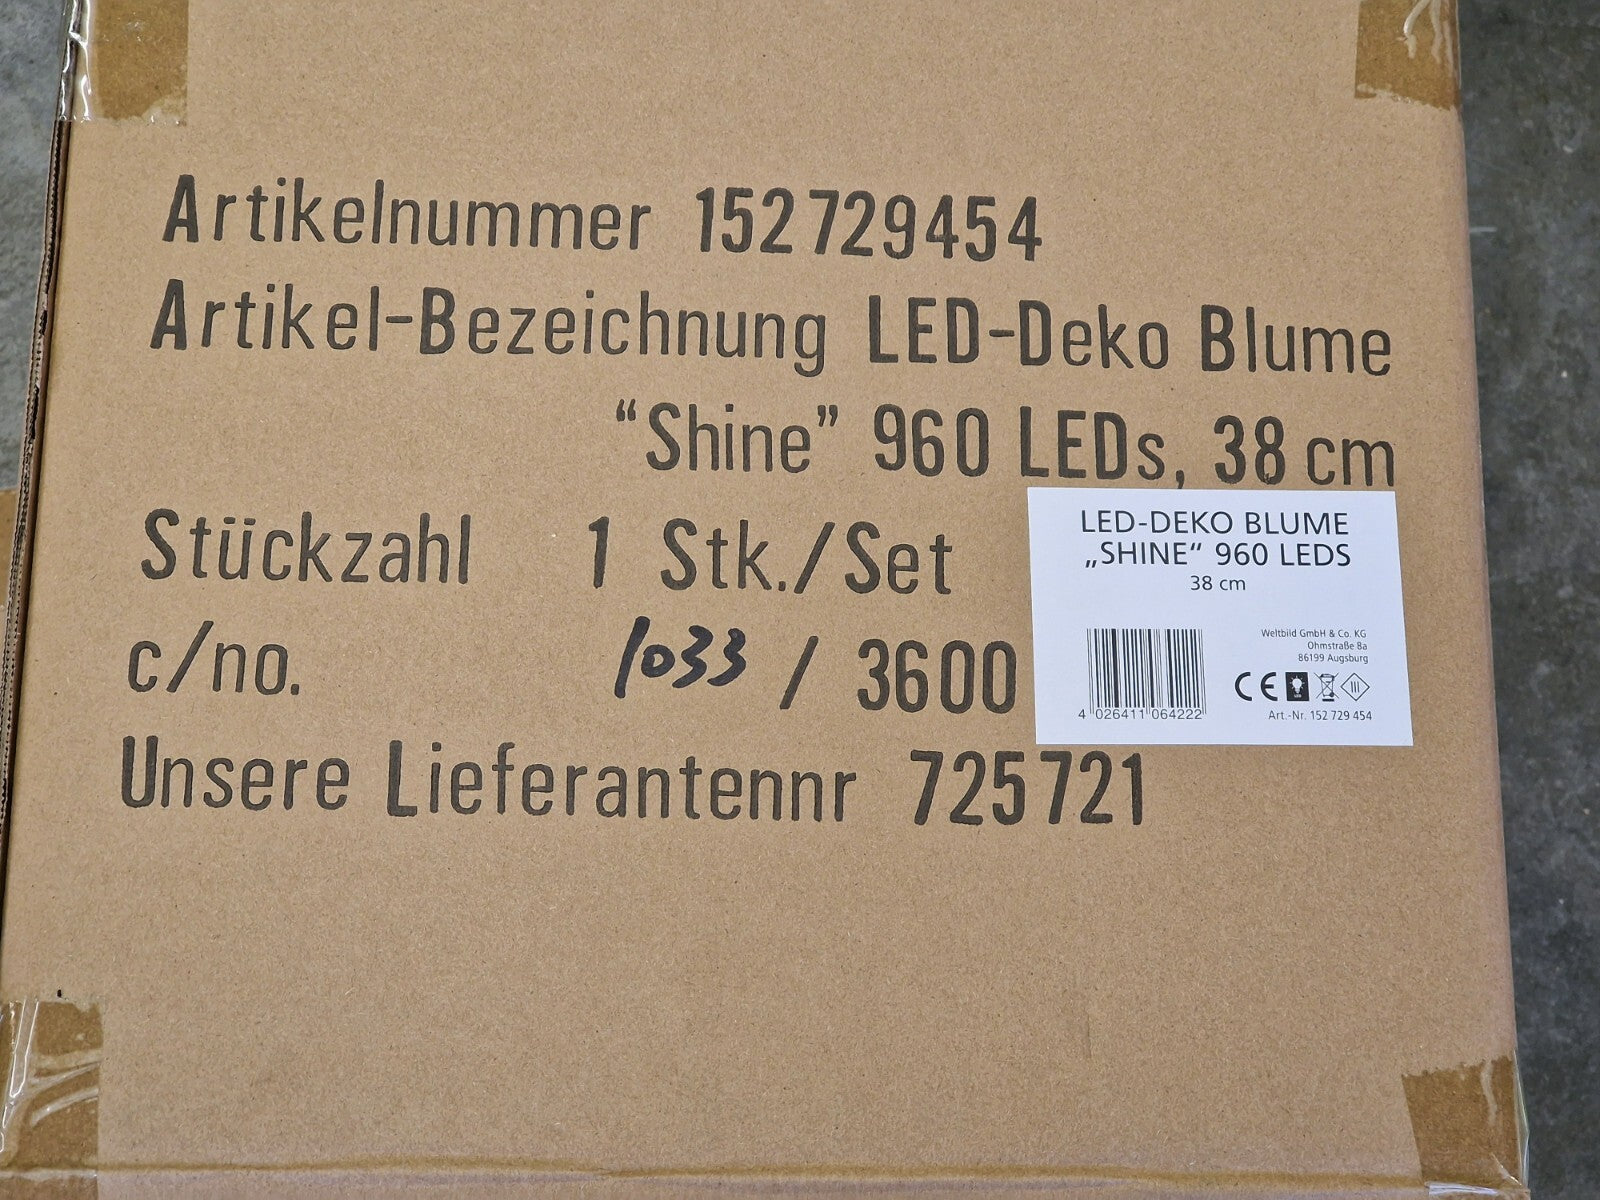 Artikelnummer 152729454
Artikel-Bezeichnung LED-Deko Blume
“Shine” 960 LEDs, 38 cm
Stückzahl 1 Stk./Set
c/no. 1033 / 3600
Unsere Lieferantennr 725721
LED-DEKO BLUME
„SHINE“ 960 LEDS
38 cm
Weltbild GmbH & Co. KG
Ohmstraße 8a
86199 Augsburg
4 026411 064222
CE LED
Art.-Nr. 152 729 454